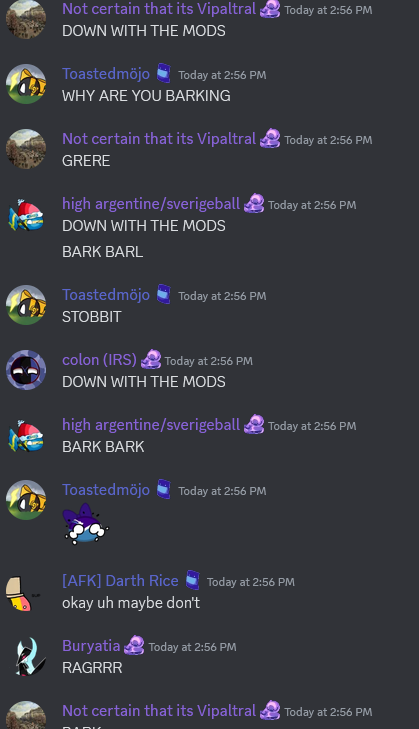 Not certain that its Vipaltral Today at 2:56 PM
DOWN WITH THE MODS
Toastedmöjo Today at 2:56 PM
WHY ARE YOU BARKING
Not certain that its Vipaltral Today at 2:56 PM
GRERE
high argentine/sverigeball Today at 2:56 PM
DOWN WITH THE MODS
BARK BARL
Toastedmöjo Today at 2:56 PM
STOBBIT
colon (IRS) Today at 2:56 PM
DOWN WITH THE MODS
high argentine/sverigeball Today at 2:56 PM
BARK BARK
Toastedmöjo Today at 2:56 PM
[AFK] Darth Rice Today at 2:56 PM
okay uh maybe don't
Buryatia Today at 2:56 PM
RAGRRR
Not certain that its Vipaltral Today at 2:56 PM